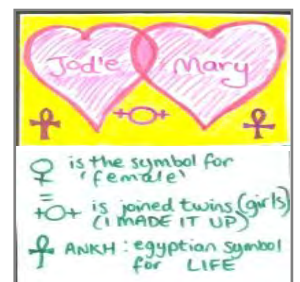 Jodie Mary
is the symbol for
'female'
is joined twins (girls)
(I MADE IT UP)
ANKH : egyptian symbol
for LIFE